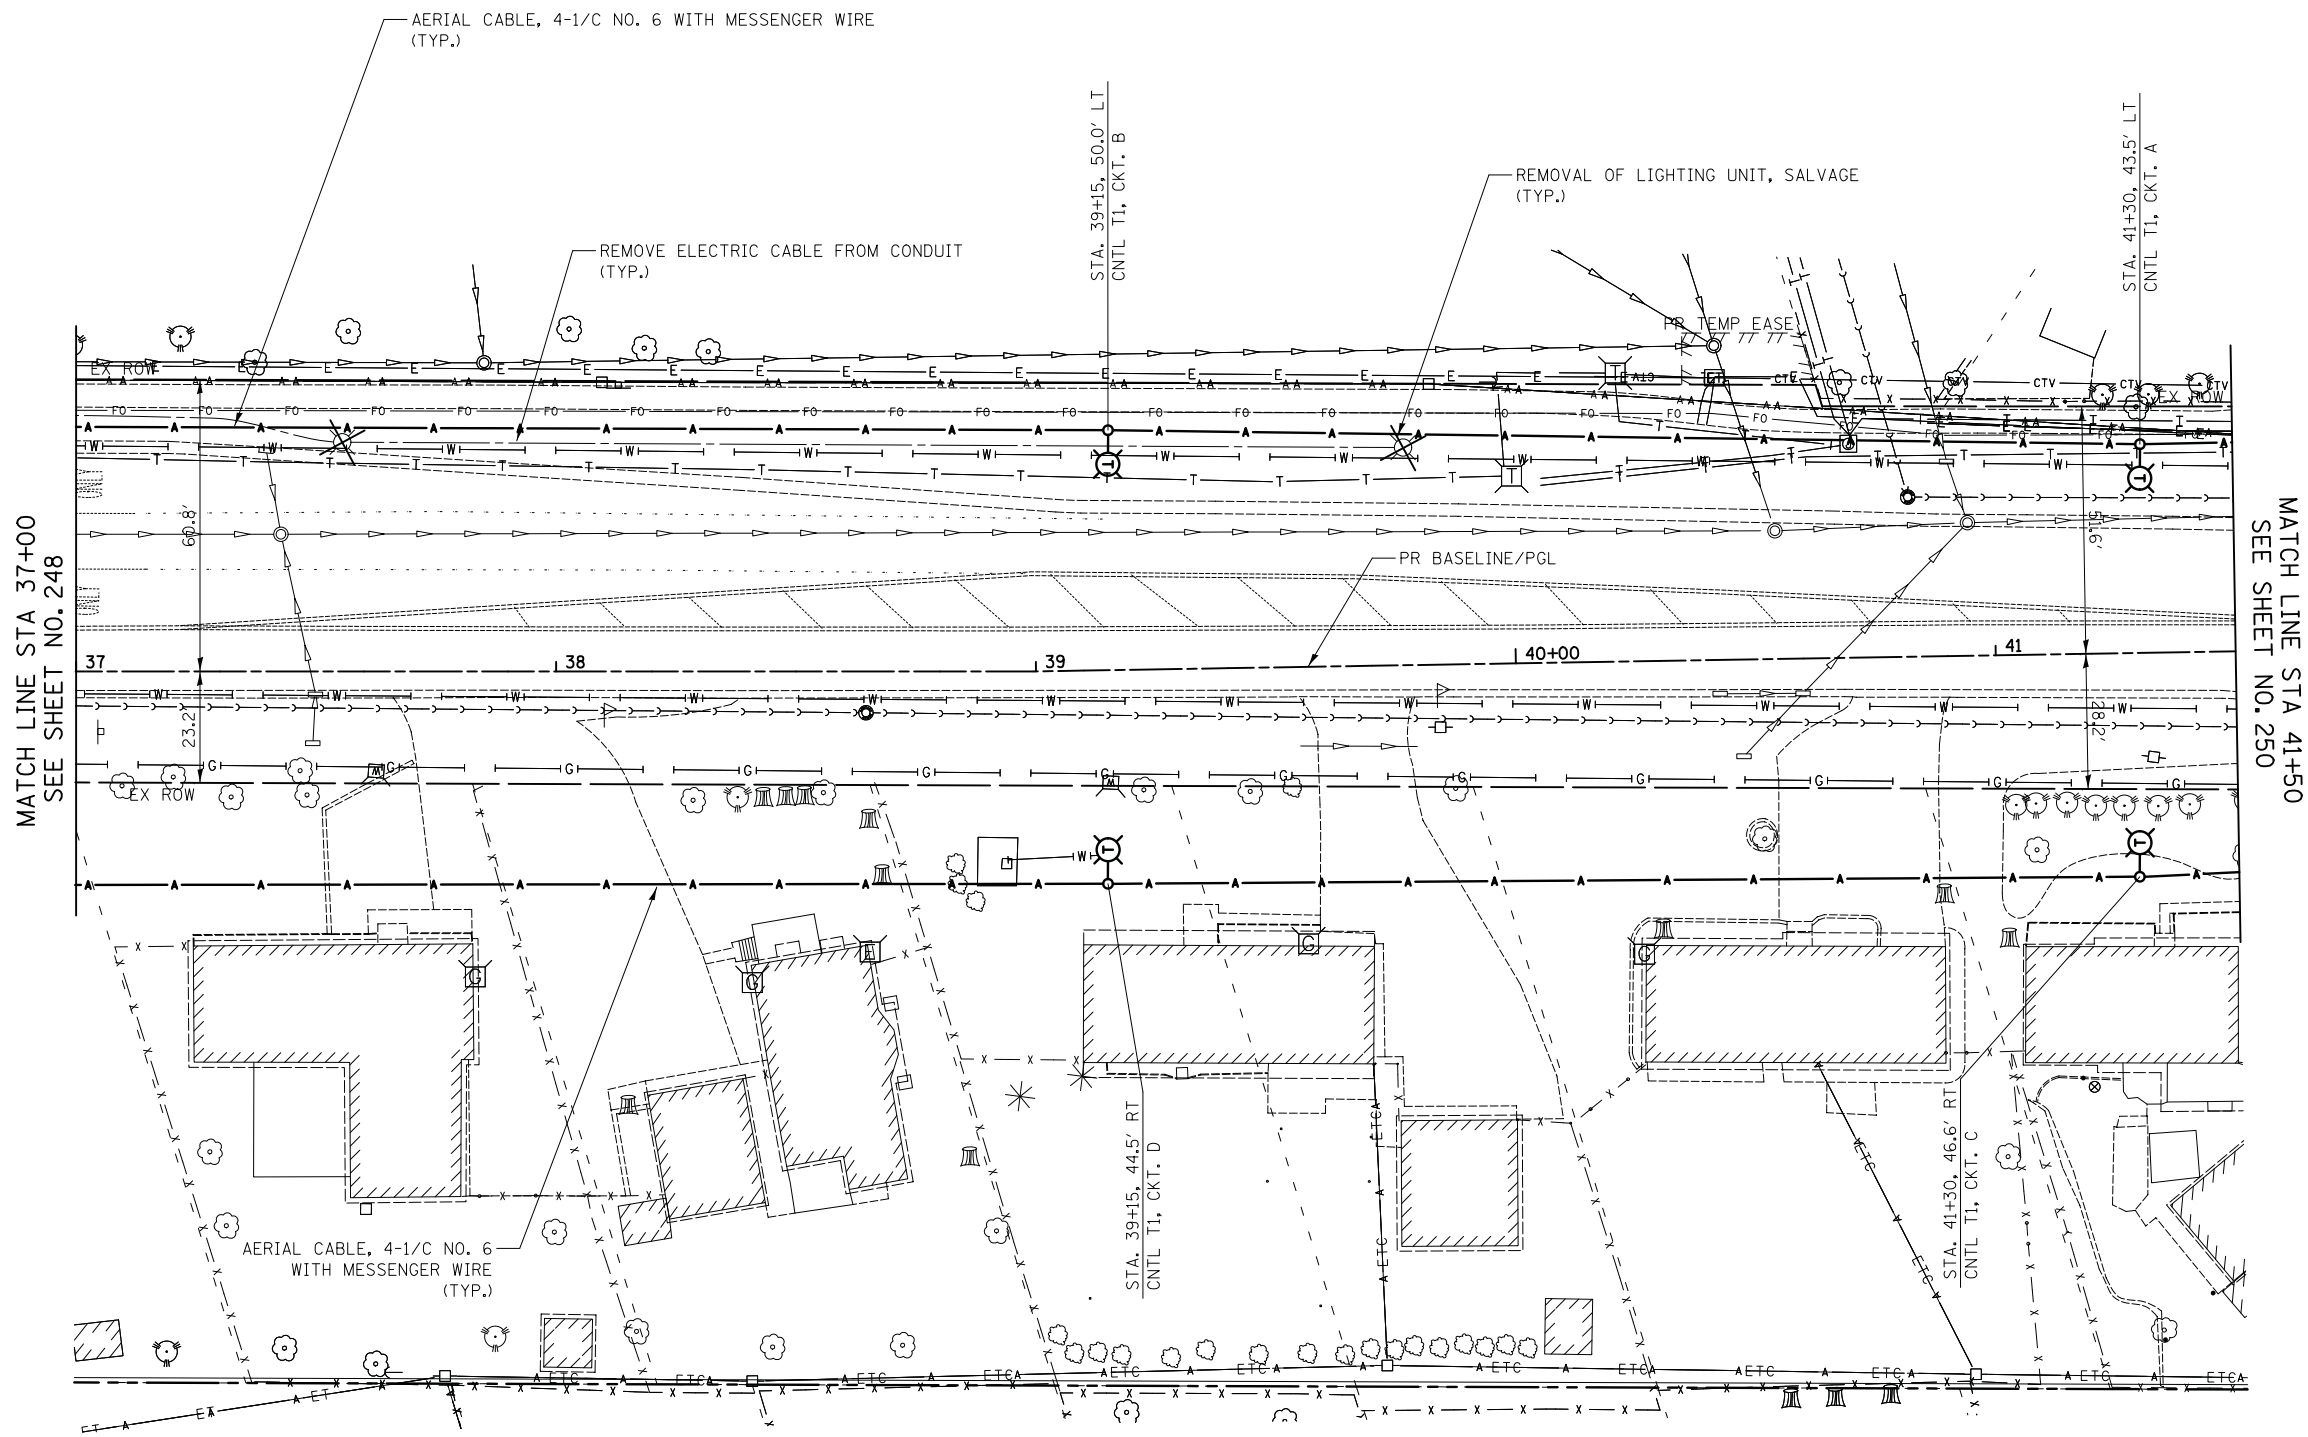 AERIAL CABLE, 4-1/C NO. 6 WITH MESSENGER WIRE
(TYP.)
REMOVE ELECTRIC CABLE FROM CONDUIT
(TYP.)
STA. 39+15, 50.0' LT
CNTL T1, CKT. B
REMOVAL OF LIGHTING UNIT, SALVAGE
(TYP.)
STA. 41+30, 43.5' LT
CNTL T1, CKT. A
PR TEMP EASE
EX ROW
EX ROW
60.8'
51.6'
MATCH LINE STA 37+00
SEE SHEET NO. 248
MATCH LINE STA 41+50
SEE SHEET NO. 250
PR BASELINE/PGL
37
38
39
40+00
41
23.2'
28.2'
EX ROW
AERIAL CABLE, 4-1/C NO. 6
WITH MESSENGER WIRE
(TYP.)
STA. 39+15, 44.5' RT
CNTL T1, CKT. D
STA. 41+30, 46.6' RT
CNTL T1, CKT. C